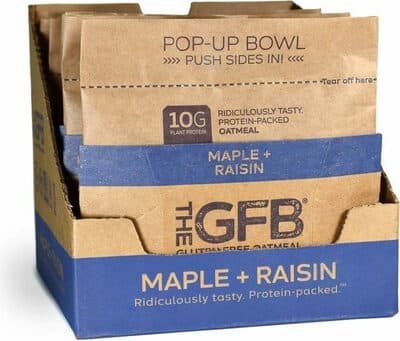 POP-UP BOWL
>>>> PUSH SIDES IN! <<<<
Tear off here
10G
PLANT PROTEIN
RIDICULOUSLY TASTY.
PROTEIN-PACKED
OATMEAL
MAPLE +
RAISIN
THE GFB®
GLUTEN FREE OATMEAL
MAPLE + RAISIN
Ridiculously tasty. Protein-packed.™